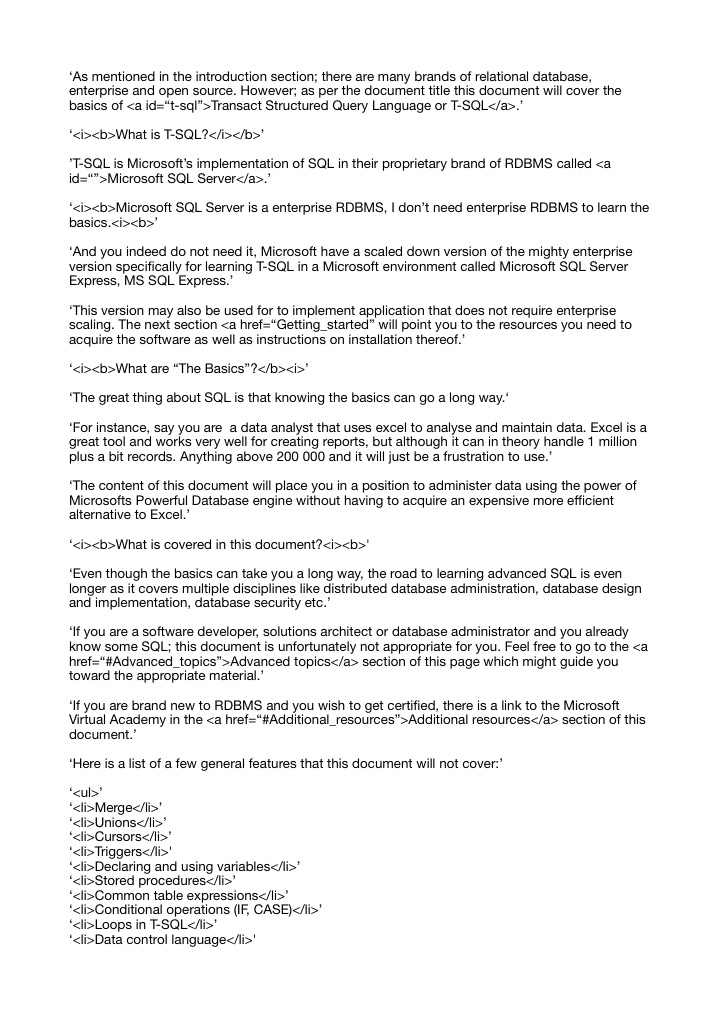 ‘As mentioned in the introduction section; there are many brands of relational database,
enterprise and open source. However; as per the document title this document will cover the
basics of <a id=“t-sql”>Transact Structured Query Language or T-SQL</a>.’
‘<i><b>What is T-SQL?</i></b>’
’T-SQL is Microsoft’s implementation of SQL in their proprietary brand of RDBMS called <a
id=“”>Microsoft SQL Server</a>.’
‘<i><b>Microsoft SQL Server is a enterprise RDBMS, I don’t need enterprise RDBMS to learn the
basics.<i><b>’
‘And you indeed do not need it, Microsoft have a scaled down version of the mighty enterprise
version specifically for learning T-SQL in a Microsoft environment called Microsoft SQL Server
Express, MS SQL Express.’
‘This version may also be used for to implement application that does not require enterprise
scaling. The next section <a href=“Getting_started” will point you to the resources you need to
acquire the software as well as instructions on installation thereof.’
‘<i><b>What are “The Basics”?</b><i>’
‘The great thing about SQL is that knowing the basics can go a long way.‘
‘For instance, say you are  a data analyst that uses excel to analyse and maintain data. Excel is a
great tool and works very well for creating reports, but although it can in theory handle 1 million
plus a bit records. Anything above 200 000 and it will just be a frustration to use.’
‘The content of this document will place you in a position to administer data using the power of
Microsofts Powerful Database engine without having to acquire an expensive more efficient
alternative to Excel.’
‘<i><b>What is covered in this document?<i><b>'
‘Even though the basics can take you a long way, the road to learning advanced SQL is even
longer as it covers multiple disciplines like distributed database administration, database design
and implementation, database security etc.’
‘If you are a software developer, solutions architect or database administrator and you already
know some SQL; this document is unfortunately not appropriate for you. Feel free to go to the <a
href=“#Advanced_topics”>Advanced topics</a> section of this page which might guide you
toward the appropriate material.’
‘If you are brand new to RDBMS and you wish to get certified, there is a link to the Microsoft
Virtual Academy in the <a href=“#Additional_resources”>Additional resources</a> section of this
document.’
‘Here is a list of a few general features that this document will not cover:’
‘<ul>’
‘<li>Merge</li>’
‘<li>Unions</li>’
‘<li>Cursors</li>’
‘<li>Triggers</li>'
‘<li>Declaring and using variables</li>’
‘<li>Stored procedures</li>’
‘<li>Common table expressions</li>’
‘<li>Conditional operations (IF, CASE)</li>’
‘<li>Loops in T-SQL</li>’
‘<li>Data control language</li>'